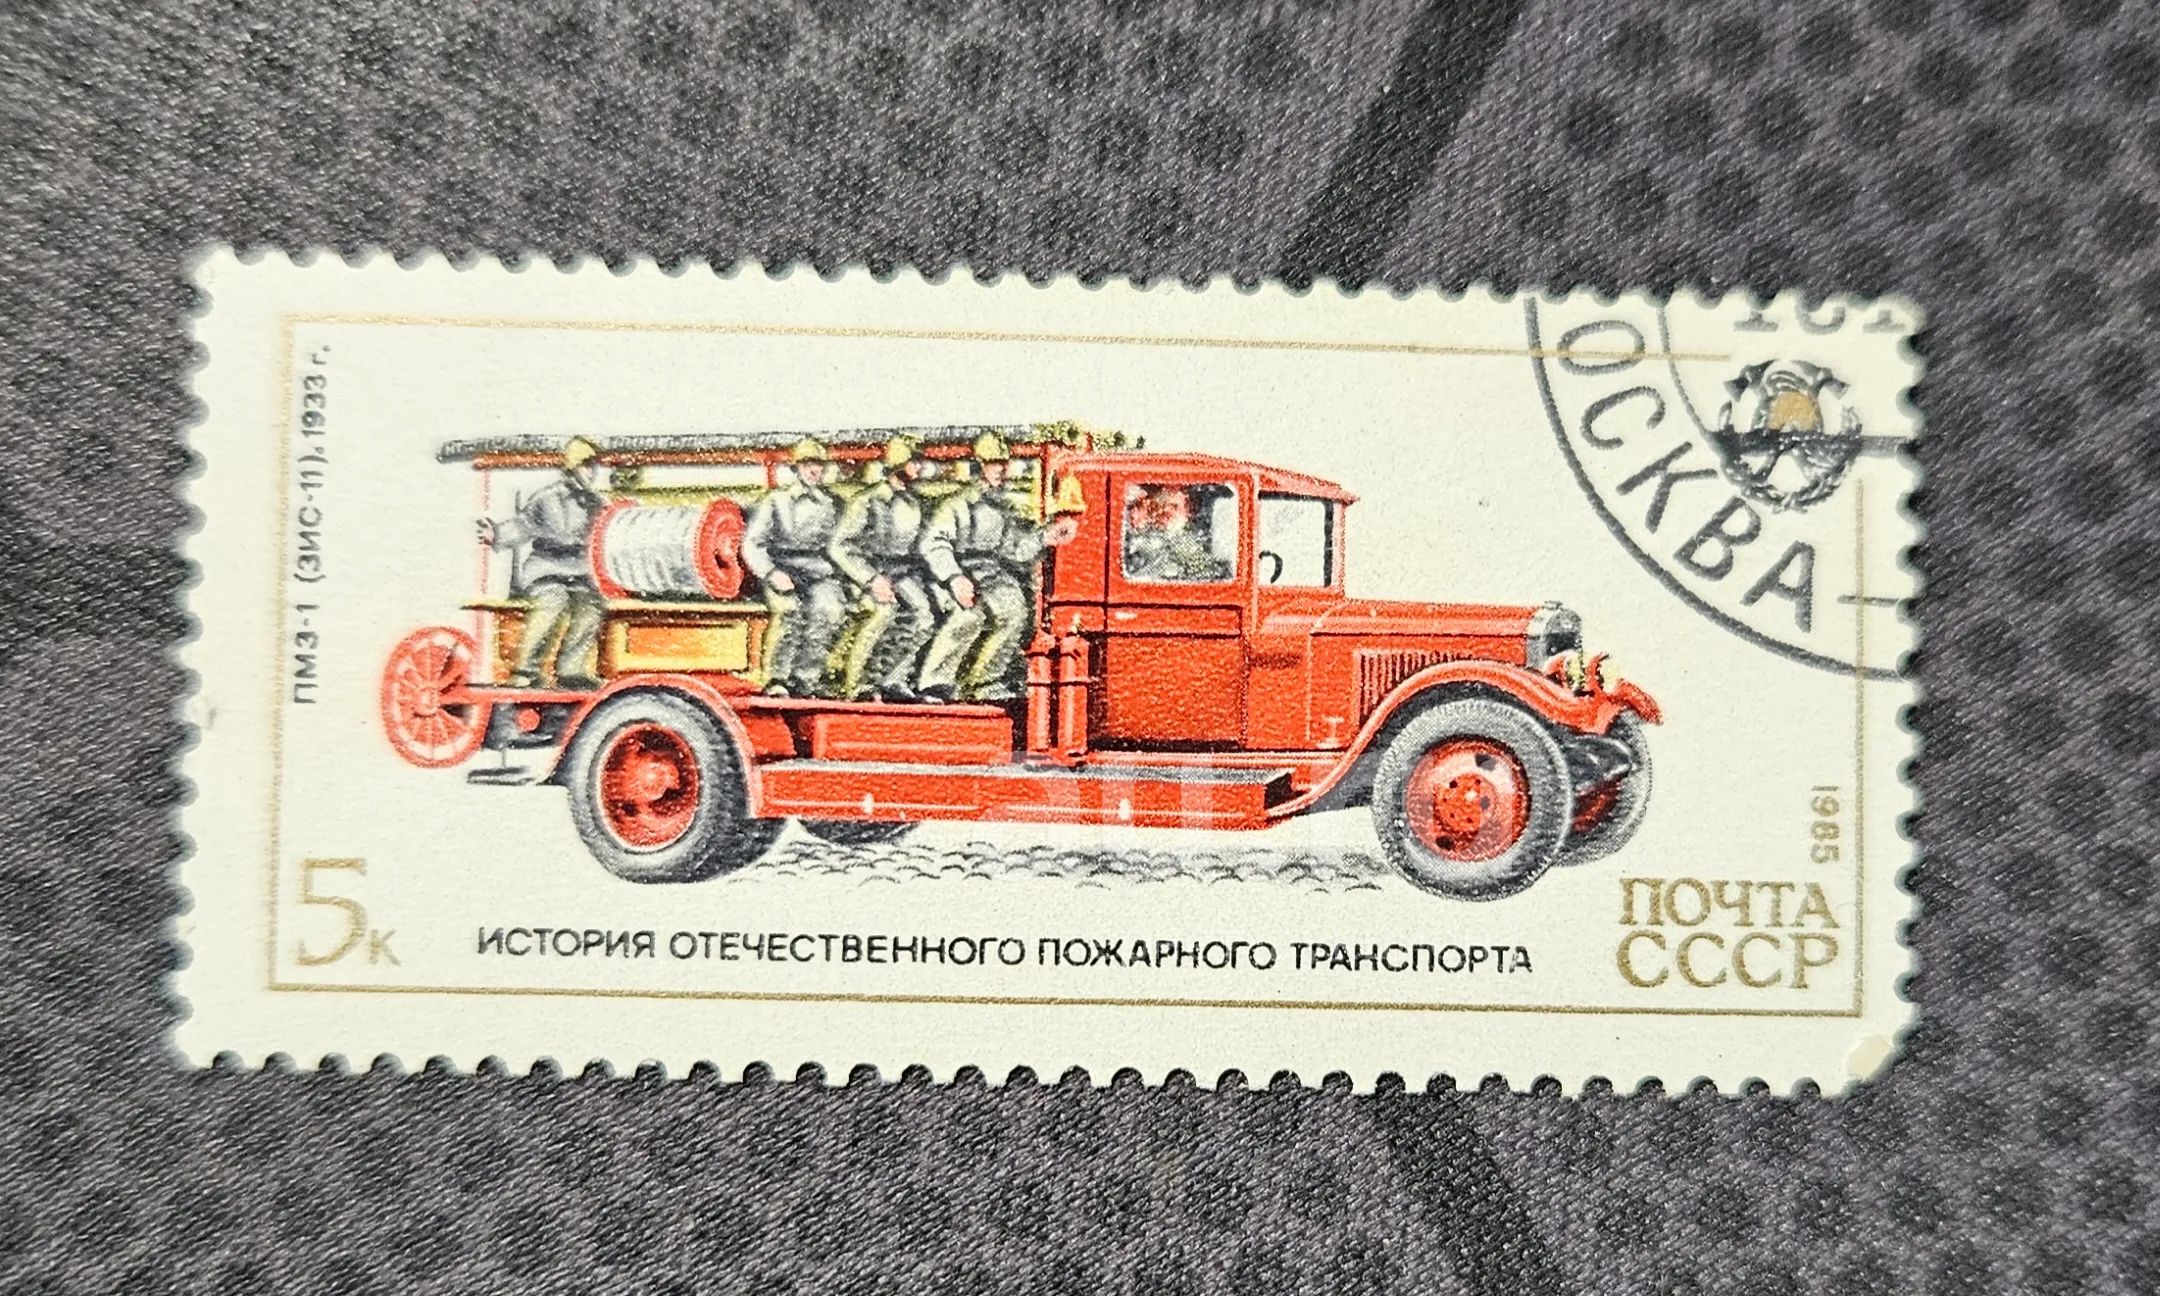 ПМЗ-1 (ЗИС-11). 1933 г.
ОСКВА
1985
5к
ИСТОРИЯ ОТЕЧЕСТВЕННОГО ПОЖАРНОГО ТРАНСПОРТА
ПОЧТА
СССР